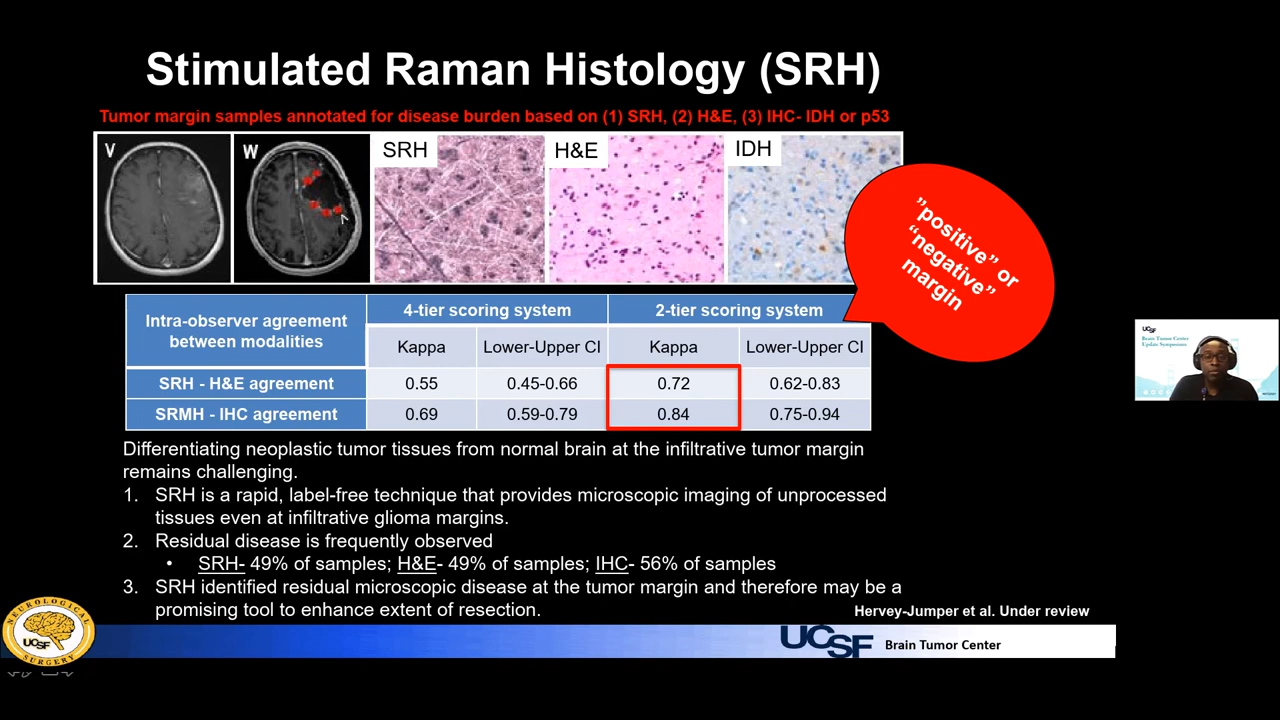 Stimulated Raman Histology (SRH)
Tumor margin samples annotated for disease burden based on (1) SRH, (2) H&E, (3) IHC- IDH or p53
V
W
SRH
H&E
IDH
”positive” or
“negative”
margin
Intra-observer agreement
between modalities
4-tier scoring system
2-tier scoring system
Kappa
Lower-Upper CI
Kappa
Lower-Upper CI
SRH - H&E agreement
0.55
0.45-0.66
0.72
0.62-0.83
SRMH - IHC agreement
0.69
0.59-0.79
0.84
0.75-0.94
Differentiating neoplastic tumor tissues from normal brain at the infiltrative tumor margin
remains challenging.
1. SRH is a rapid, label-free technique that provides microscopic imaging of unprocessed
tissues even at infiltrative glioma margins.
2. Residual disease is frequently observed
• SRH- 49% of samples; H&E- 49% of samples; IHC- 56% of samples
3. SRH identified residual microscopic disease at the tumor margin and therefore may be a
promising tool to enhance extent of resection.
Hervey-Jumper et al. Under review
NEUROLOGICAL
UCSF
SURGERY
UCSF
Brain Tumor Center
UCSF
Brain Tumor Center
Update Symposium